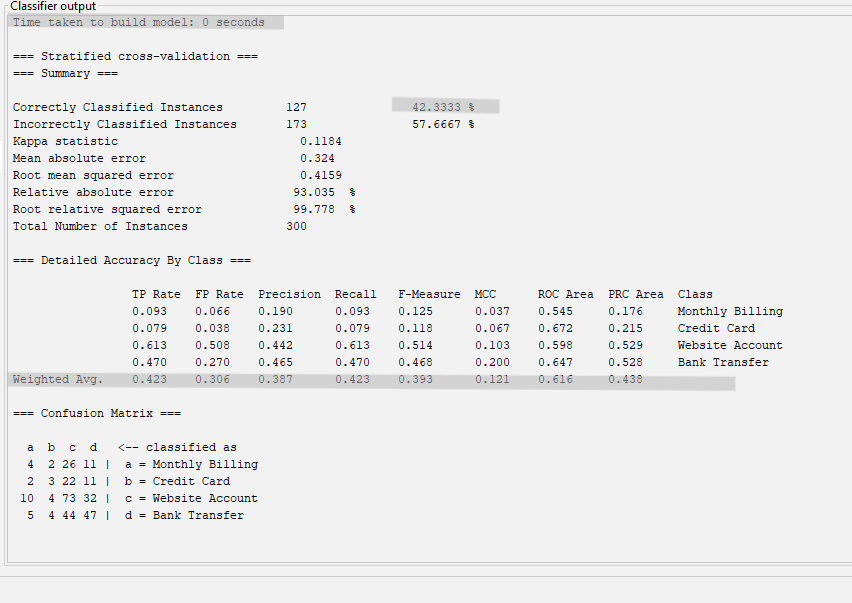 Classifier output
Time taken to build model: 0 seconds
=== Stratified cross-validation ===
=== Summary ===
Correctly Classified Instances 127 42.3333 %
Incorrectly Classified Instances 173 57.6667 %
Kappa statistic 0.1184
Mean absolute error 0.324
Root mean squared error 0.4159
Relative absolute error 93.035 %
Root relative squared error 99.778 %
Total Number of Instances 300
=== Detailed Accuracy By Class ===
TP Rate FP Rate Precision Recall F-Measure MCC ROC Area PRC Area Class
0.093 0.066 0.190 0.093 0.125 0.037 0.545 0.176 Monthly Billing
0.079 0.038 0.231 0.079 0.118 0.067 0.672 0.215 Credit Card
0.613 0.508 0.442 0.613 0.514 0.103 0.598 0.529 Website Account
0.470 0.270 0.465 0.470 0.468 0.200 0.647 0.528 Bank Transfer
Weighted Avg. 0.423 0.306 0.387 0.423 0.393 0.121 0.616 0.438
=== Confusion Matrix ===
a b c d <-- classified as
4 2 26 11 | a = Monthly Billing
2 3 22 11 | b = Credit Card
10 4 73 32 | c = Website Account
5 4 44 47 | d = Bank Transfer